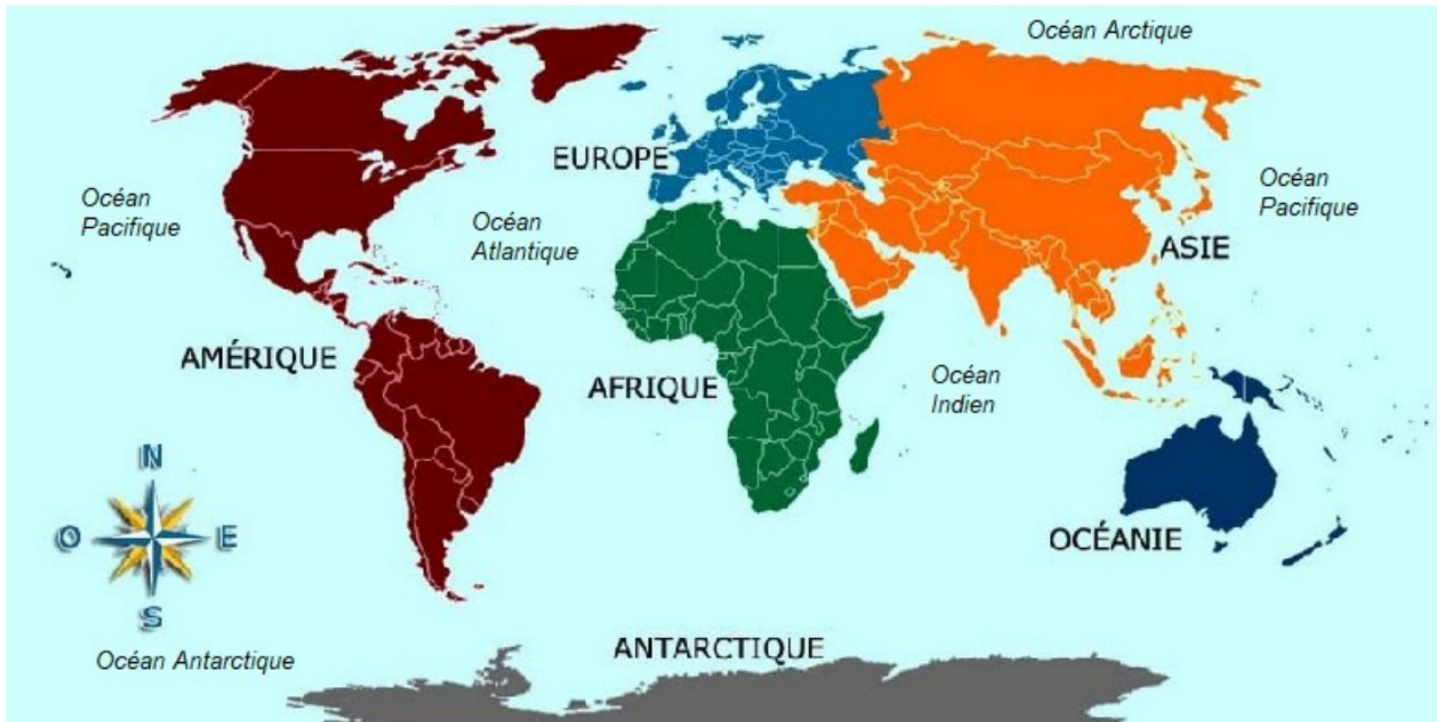 Océan Arctique
EUROPE
Océan
Pacifique
Océan
Atlantique
Océan
Pacifique
ASIE
AMÉRIQUE
AFRIQUE
Océan
Indien
N
O
E
S
OCÉANIE
ANTARCTIQUE
Océan Antarctique